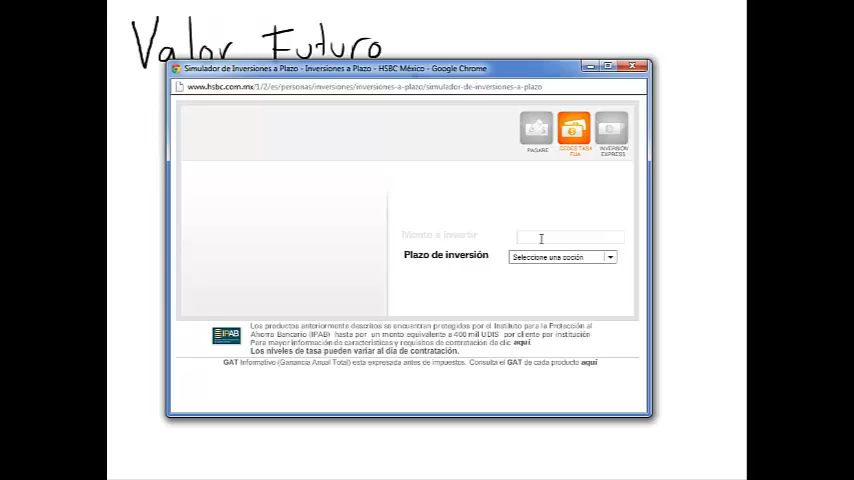 Valor Futuro
Simulador de Inversiones a Plazo - Inversiones a Plazo - HSBC México - Google Chrome
www.hsbc.com.mx/1/2/es/personas/inversiones/inversiones-a-plazo/simulador-de-inversiones-a-plazo
PAGARE
CEDES TASA FIJA
INVERSIÓN EXPRESS
Monto a invertir
Plazo de inversión
Seleccione una opción
IPAB
Los productos anteriormente descritos se encuentran protegidos por el Instituto para la Protección al
Ahorro Bancario (IPAB) hasta por un monto equivalente a 400 mil UDIS por cliente por institución
Para mayor información de características y requisitos de contratación de clic aquí.
Los niveles de tasa pueden variar al día de contratación.
GAT Informativo (Ganancia Anual Total) esta expresada antes de impuestos. Consulta el GAT de cada producto aquí